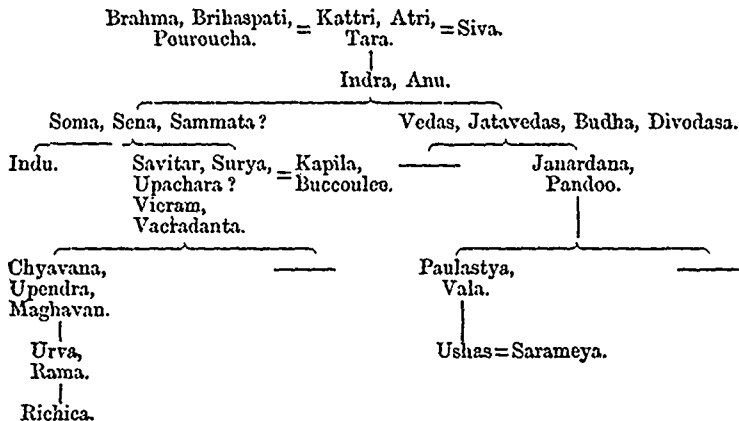 Brahma, Brihaspati, = Kattri, Atri, = Siva.
Pouroucha. Tara.
Indra, Anu.
Soma, Sena, Sammata? Vedas, Jatavedas, Budha, Divodasa.
Indu. Savitar, Surya, = Kapila, Janardana,
Upachara? Buccoulee. Pandoo.
Vicram,
Vactadanta.
Chyavana, Paulastya,
Upendra, Vala.
Maghavan.
Urva, Ushas = Sarameya.
Rama.
Richica.